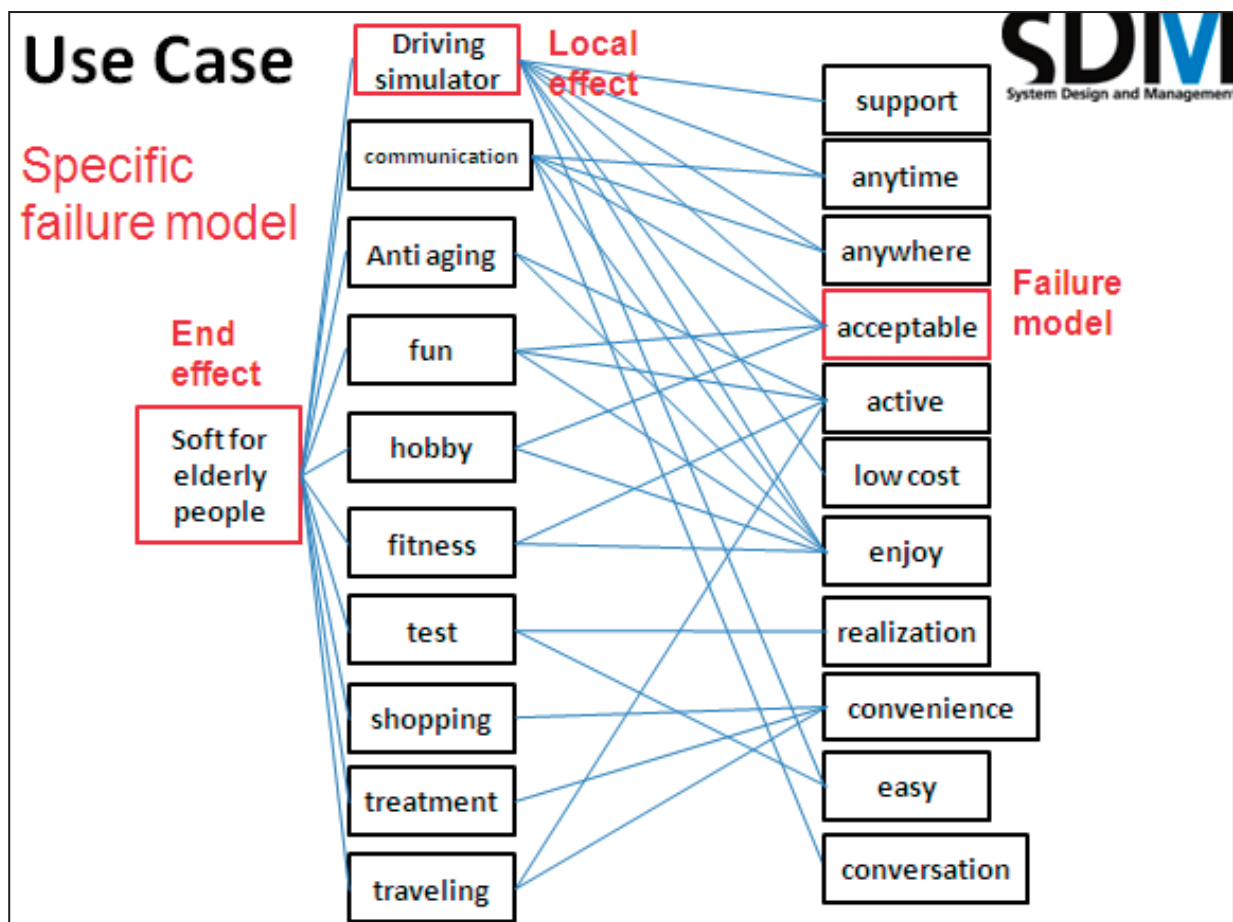 Use Case
Specific
failure model
End
effect
Soft for
elderly
people
Driving
simulator
Local
effect
communication
Anti aging
fun
hobby
fitness
test
shopping
treatment
traveling
SDM
System Design and Management
support
anytime
anywhere
acceptable
Failure
model
active
low cost
enjoy
realization
convenience
easy
conversation